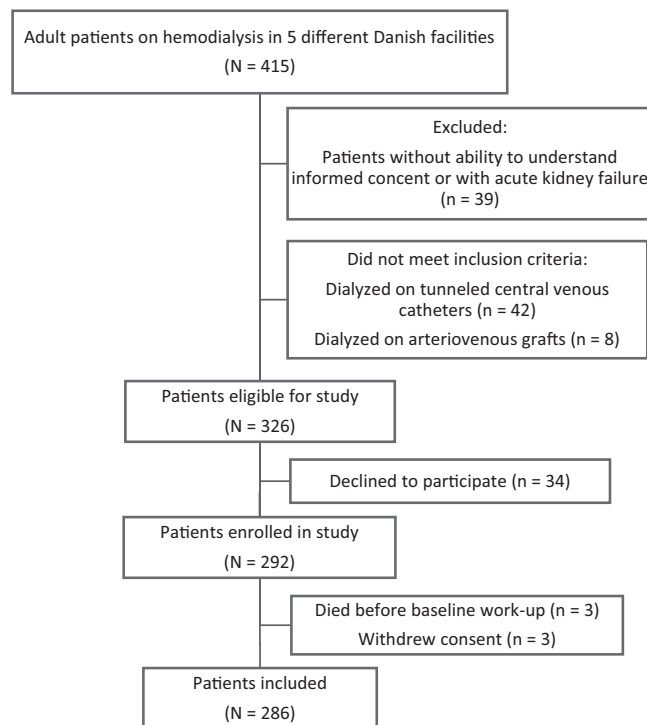 Adult patients on hemodialysis in 5 different Danish facilities
(N = 415)
Excluded:
Patients without ability to understand
informed concent or with acute kidney failure
(n = 39)
Did not meet inclusion criteria:
Dialyzed on tunneled central venous
catheters (n = 42)
Dialyzed on arteriovenous grafts (n = 8)
Patients eligible for study
(N = 326)
Declined to participate (n = 34)
Patients enrolled in study
(N = 292)
Died before baseline work-up (n = 3)
Withdrew consent (n = 3)
Patients included
(N = 286)